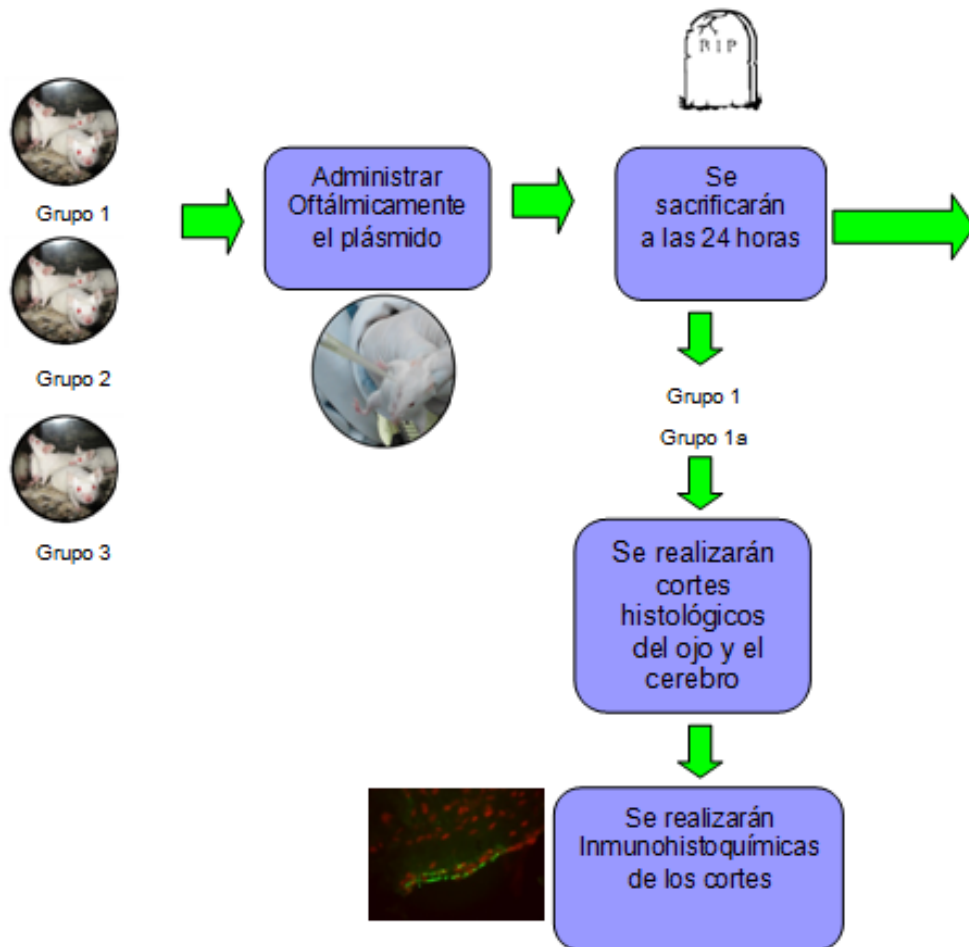 RIP
Grupo 1
Grupo 2
Grupo 3
Administrar
Oftálmicamente
el plásmido
Se
sacrificarán
a las 24 horas
Grupo 1
Grupo 1a
Se realizarán
cortes
histológicos
del ojo y el
cerebro
Se realizarán
Inmunohistoquímicas
de los cortes